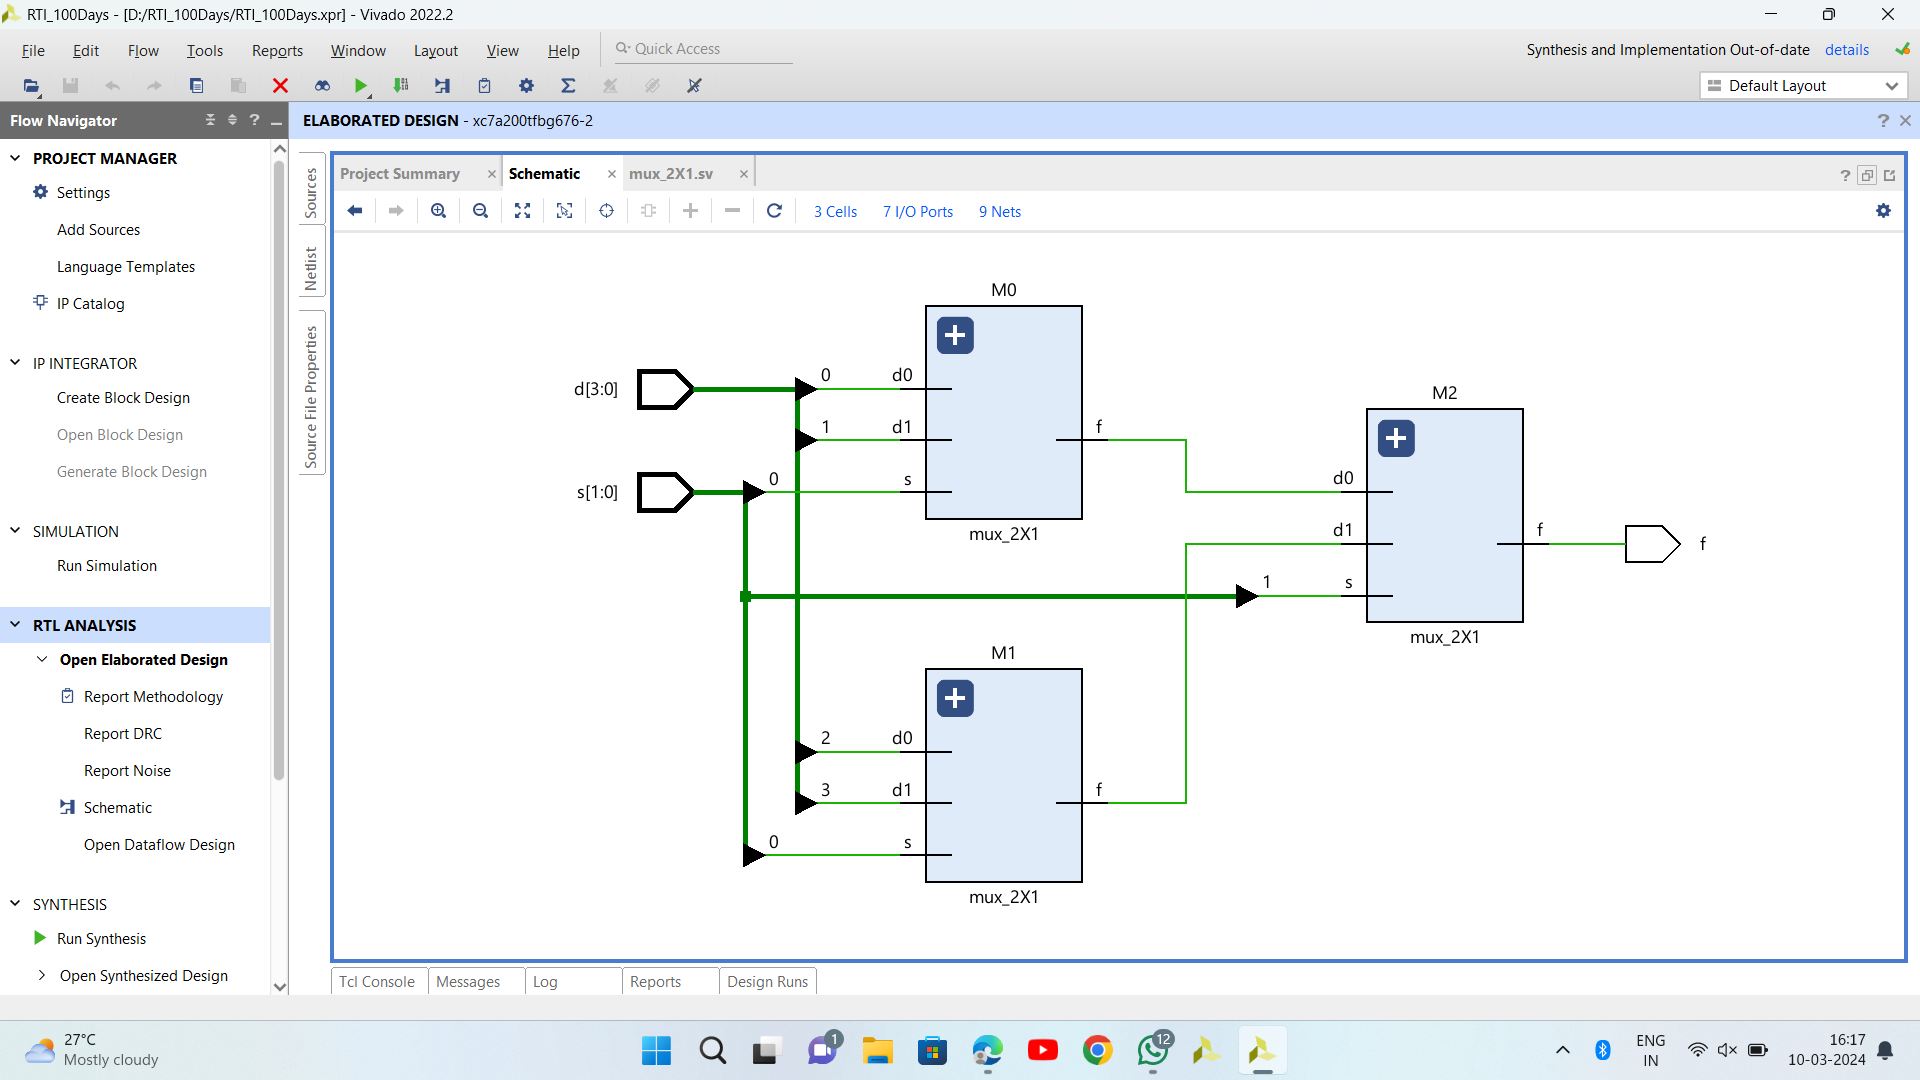 RTI_100Days - [D:/RTI_100Days/RTI_100Days.xpr] - Vivado 2022.2
File Edit Flow Tools Reports Window Layout View Help Quick Access
Synthesis and Implementation Out-of-date details
Default Layout
Flow Navigator
PROJECT MANAGER
Settings
Add Sources
Language Templates
IP Catalog
IP INTEGRATOR
Create Block Design
Open Block Design
Generate Block Design
SIMULATION
Run Simulation
RTL ANALYSIS
Open Elaborated Design
Report Methodology
Report DRC
Report Noise
Schematic
Open Dataflow Design
SYNTHESIS
Run Synthesis
Open Synthesized Design
ELABORATED DESIGN - xc7a200tfbg676-2
Sources
Netlist
Source File Properties
Project Summary Schematic mux_2X1.sv
3 Cells 7 I/O Ports 9 Nets
M0
d[3:0]
0 d0
1 d1
f
s[1:0]
0 s
mux_2X1
M1
2 d0
3 d1
f
0 s
mux_2X1
M2
d0
d1
f
f
1 s
mux_2X1
Tcl Console Messages Log Reports Design Runs
27°C
Mostly cloudy
1
12
ENG
IN
16:17
10-03-2024